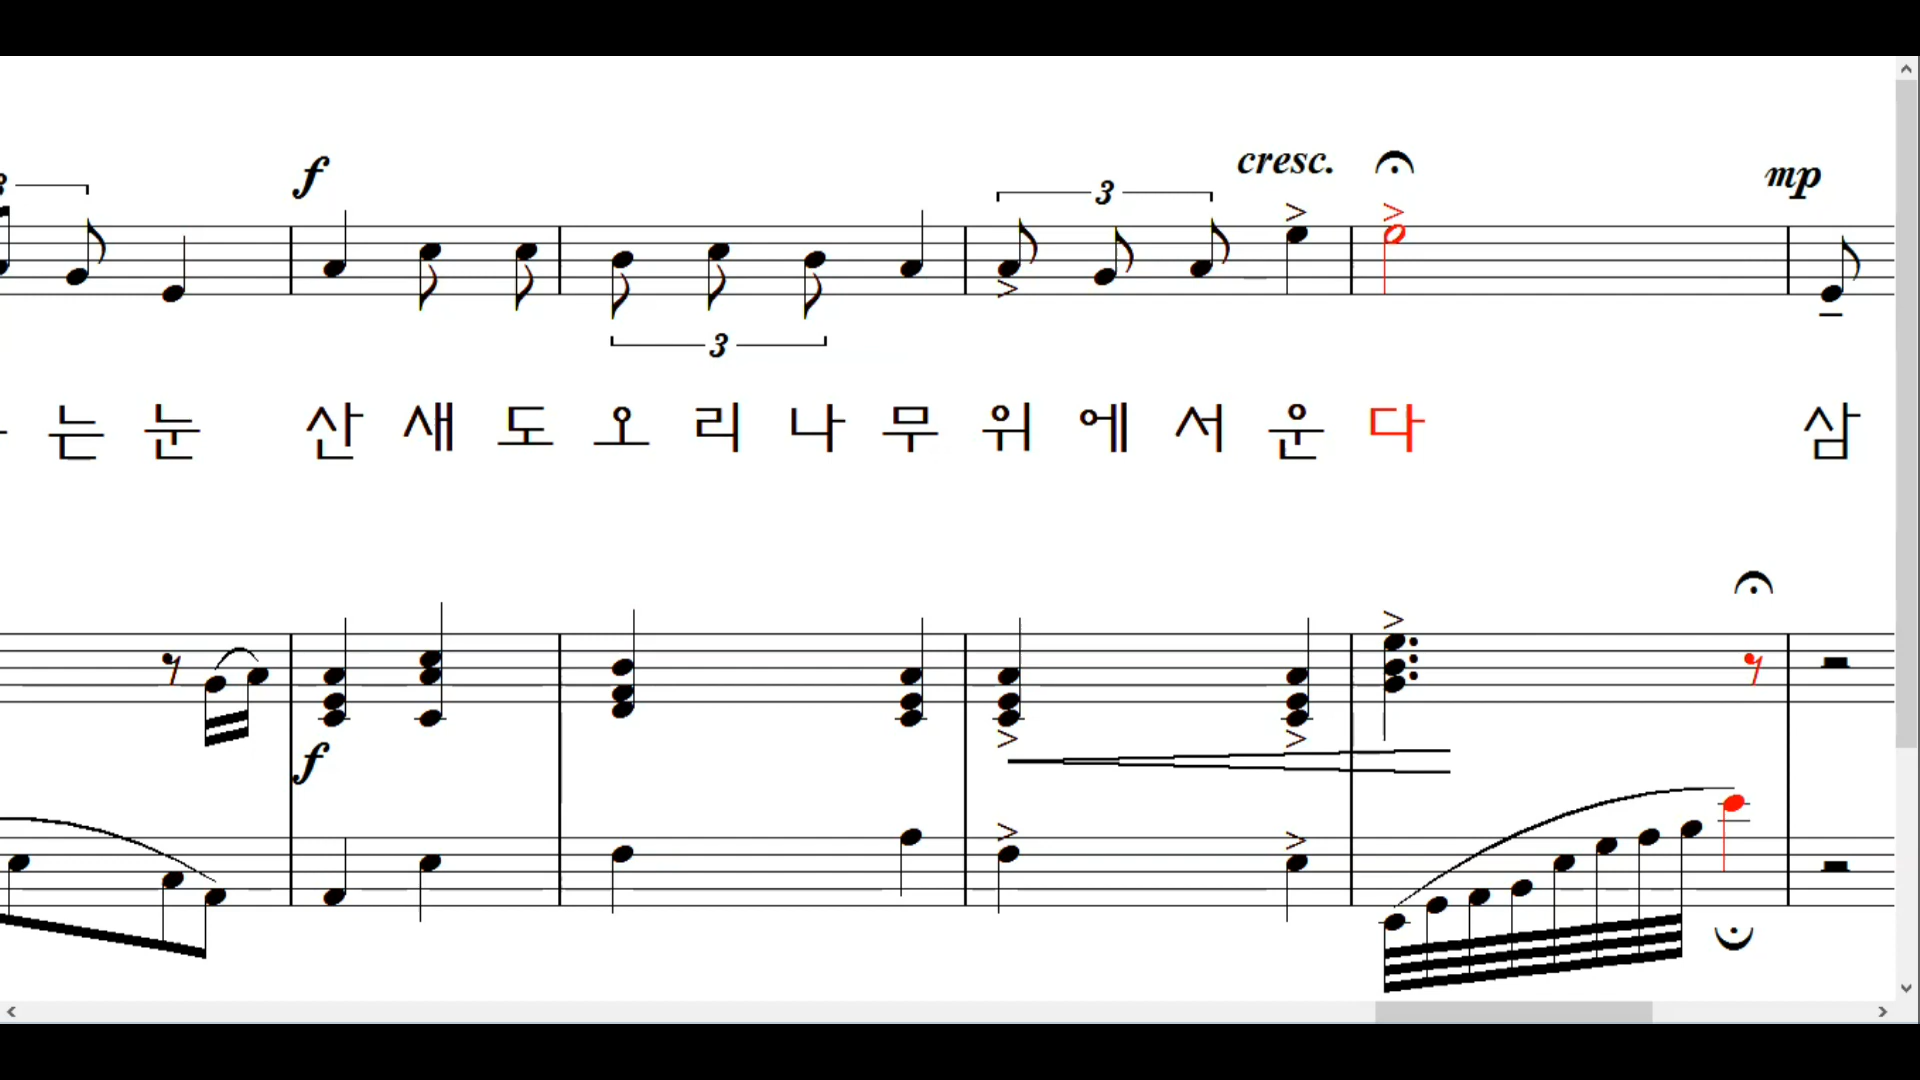 3
f
cresc.
mp
3
3
는 눈 산 새 도 오 리 나 무 위 에 서 운 다 삼
f